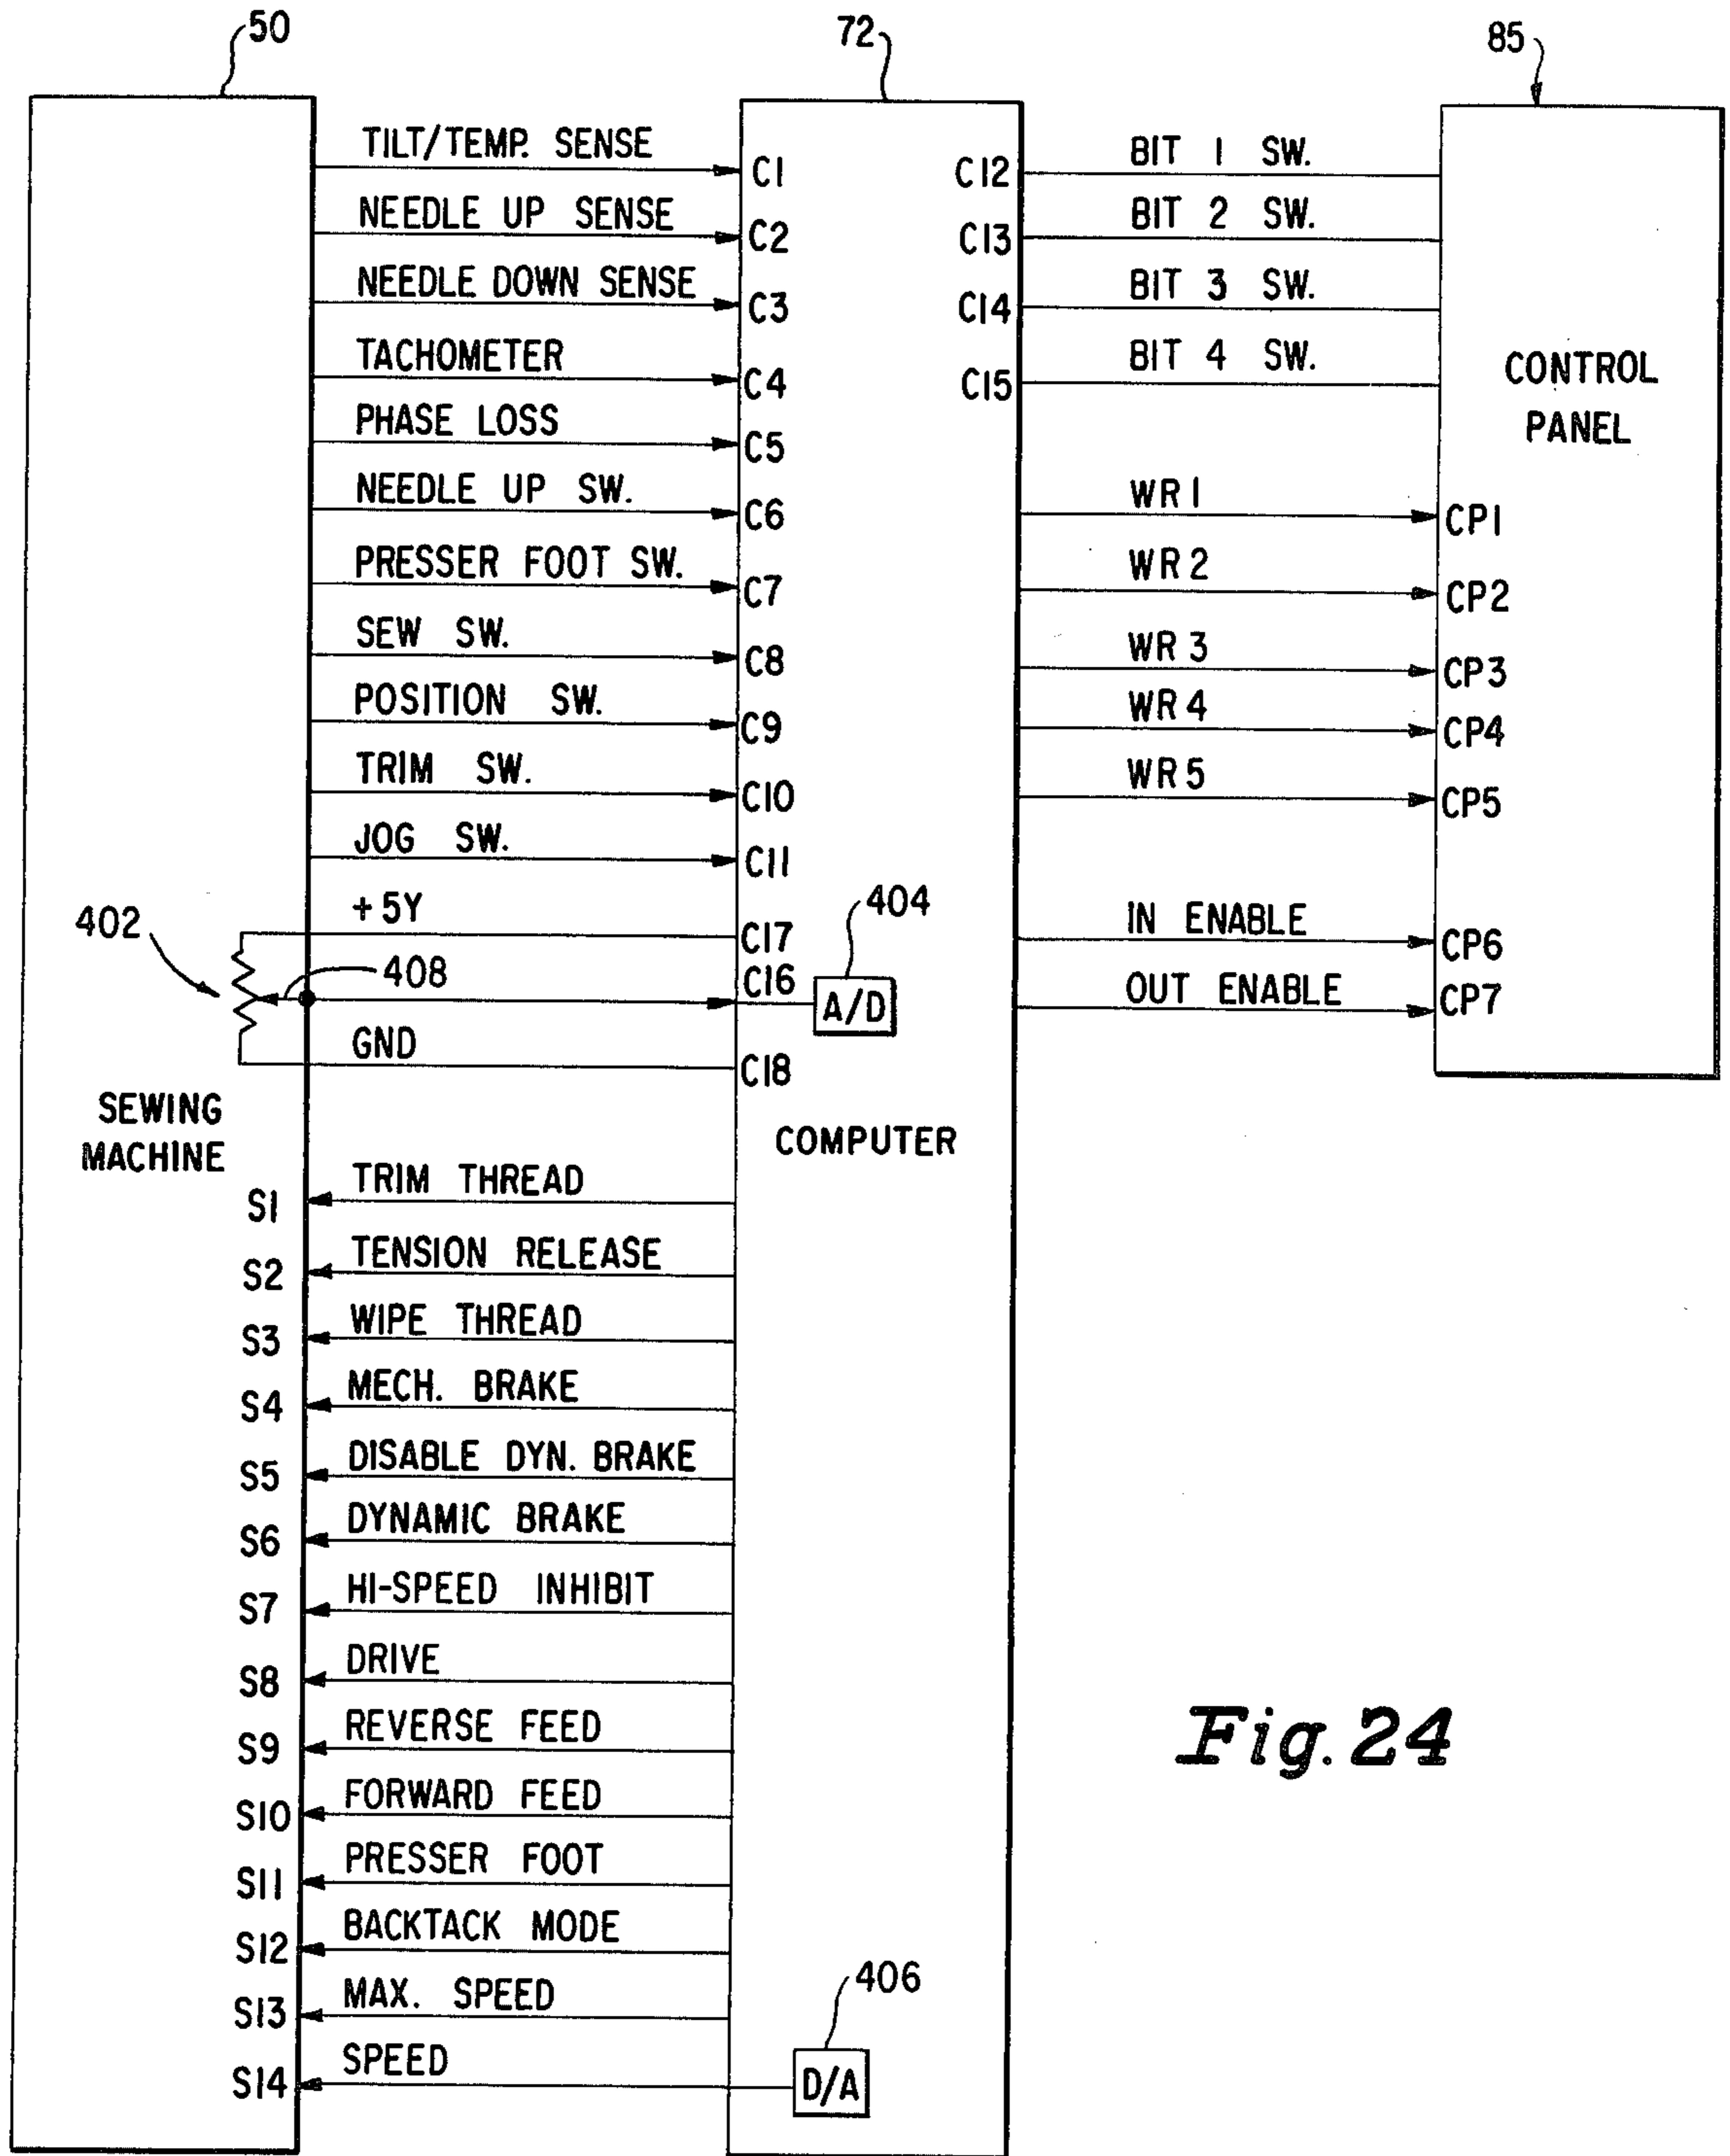 50
72
85
TILT/TEMP. SENSE
C1
NEEDLE UP SENSE
C2
NEEDLE DOWN SENSE
C3
TACHOMETER
C4
PHASE LOSS
C5
NEEDLE UP SW.
C6
PRESSER FOOT SW.
C7
SEW SW.
C8
POSITION SW.
C9
TRIM SW.
C10
JOG SW.
C11
+5Y
C17
402
408
C16
404
A/D
GND
C18
SEWING
MACHINE
COMPUTER
S1
TRIM THREAD
S2
TENSION RELEASE
S3
WIPE THREAD
S4
MECH. BRAKE
S5
DISABLE DYN. BRAKE
S6
DYNAMIC BRAKE
S7
HI-SPEED INHIBIT
S8
DRIVE
S9
REVERSE FEED
S10
FORWARD FEED
S11
PRESSER FOOT
S12
BACKTACK MODE
S13
MAX. SPEED
S14
SPEED
406
D/A
C12
BIT 1 SW.
C13
BIT 2 SW.
C14
BIT 3 SW.
C15
BIT 4 SW.
CONTROL
PANEL
WR1
CP1
WR2
CP2
WR3
CP3
WR4
CP4
WR5
CP5
IN ENABLE
CP6
OUT ENABLE
CP7
Fig. 24